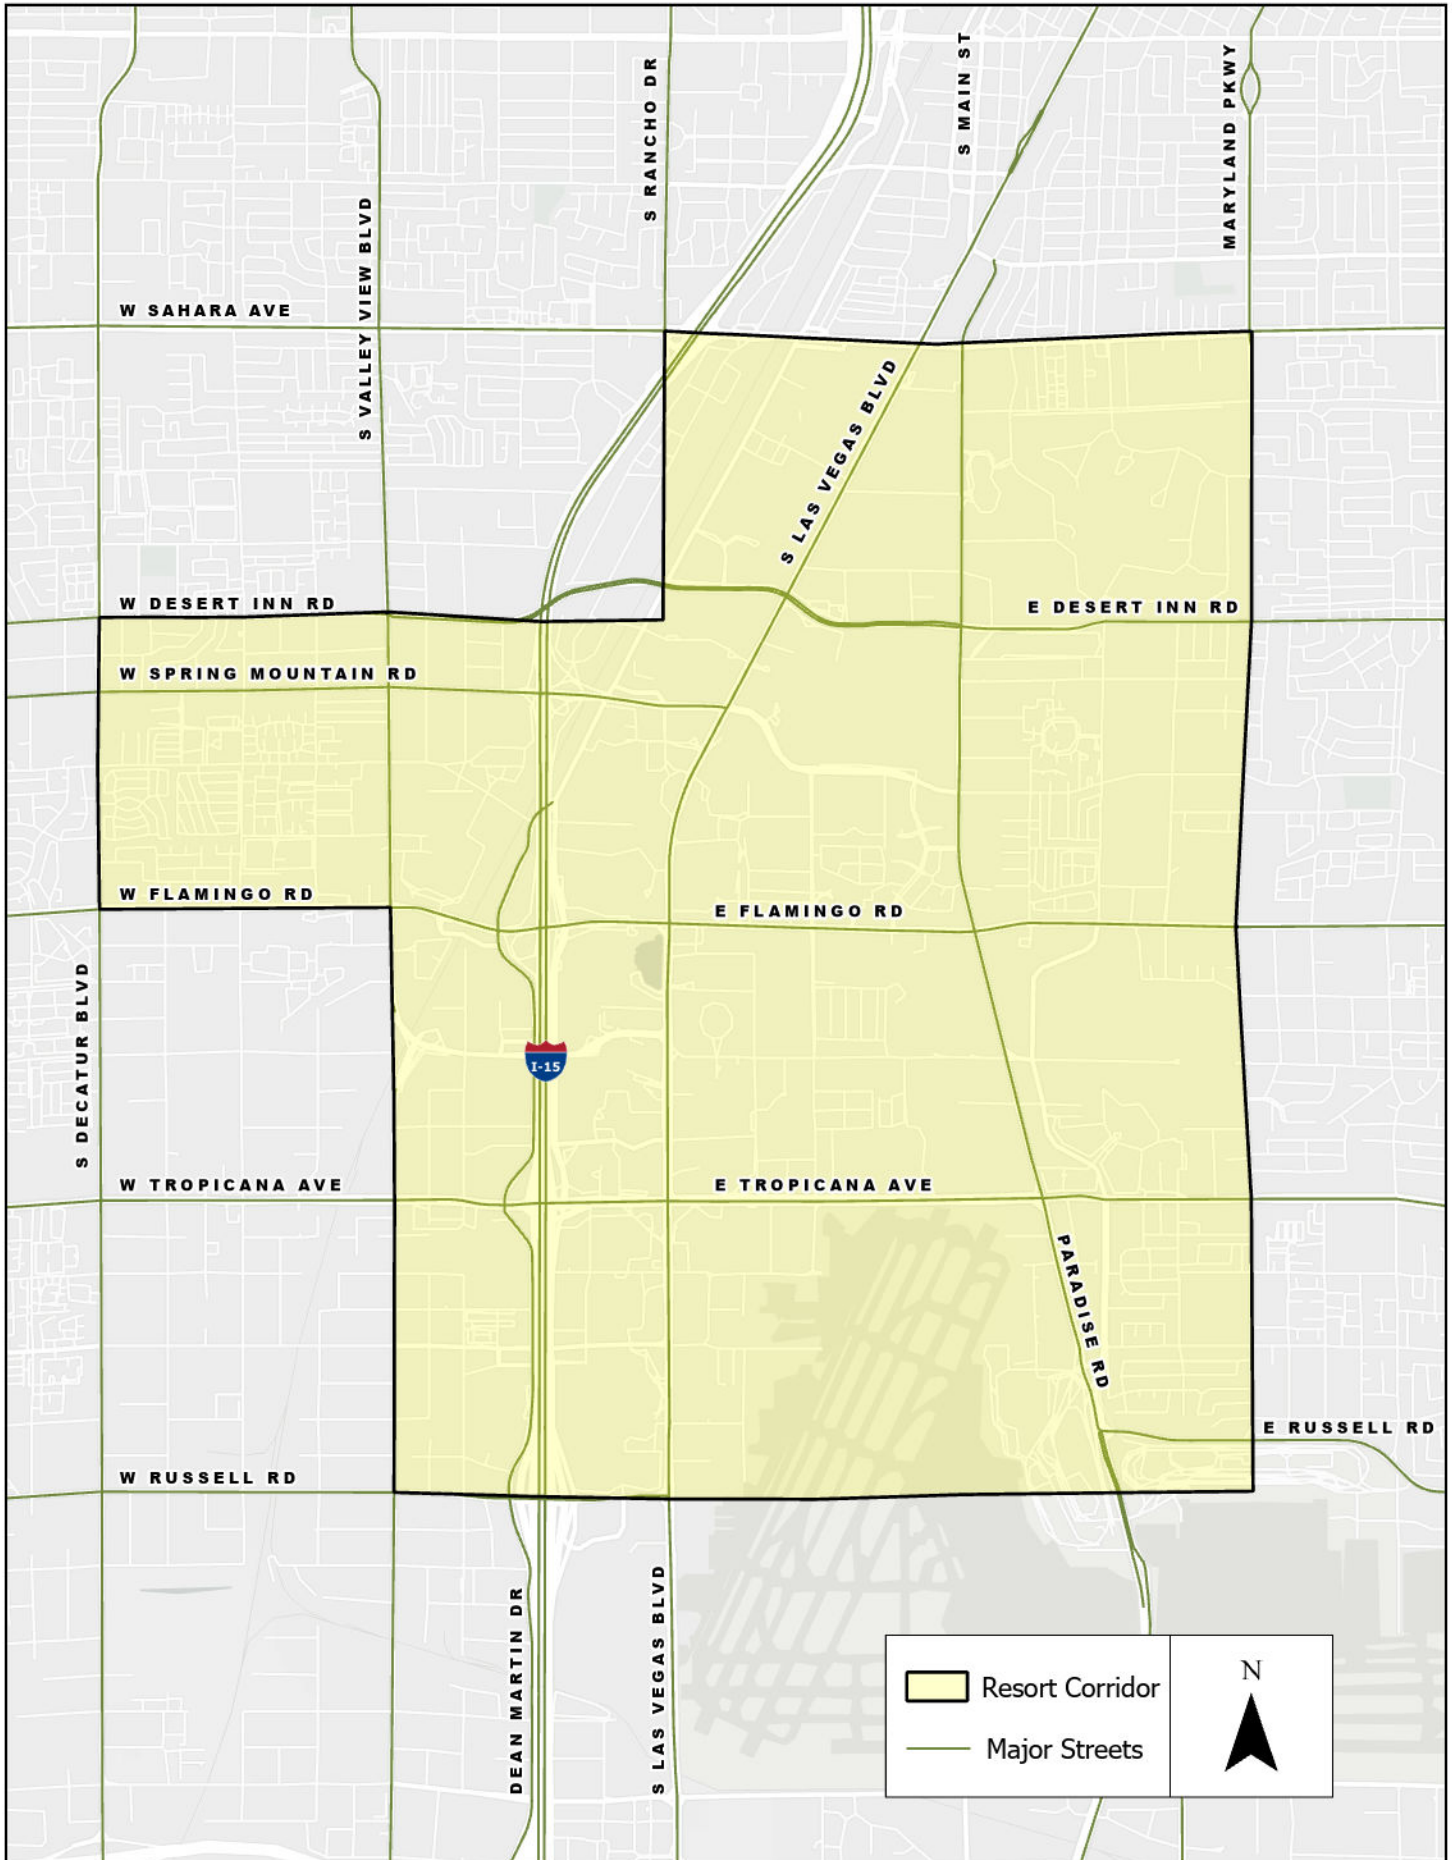 S MAIN ST
MARYLAND PKWY
S RANCHO DR
S VALLEY VIEW BLVD
W SAHARA AVE
S LAS VEGAS BLVD
W DESERT INN RD
E DESERT INN RD
W SPRING MOUNTAIN RD
W FLAMINGO RD
E FLAMINGO RD
S DECATUR BLVD
I-15
W TROPICANA AVE
E TROPICANA AVE
PARADISE RD
E RUSSELL RD
W RUSSELL RD
DEAN MARTIN DR
S LAS VEGAS BLVD
N
Resort Corridor
Major Streets